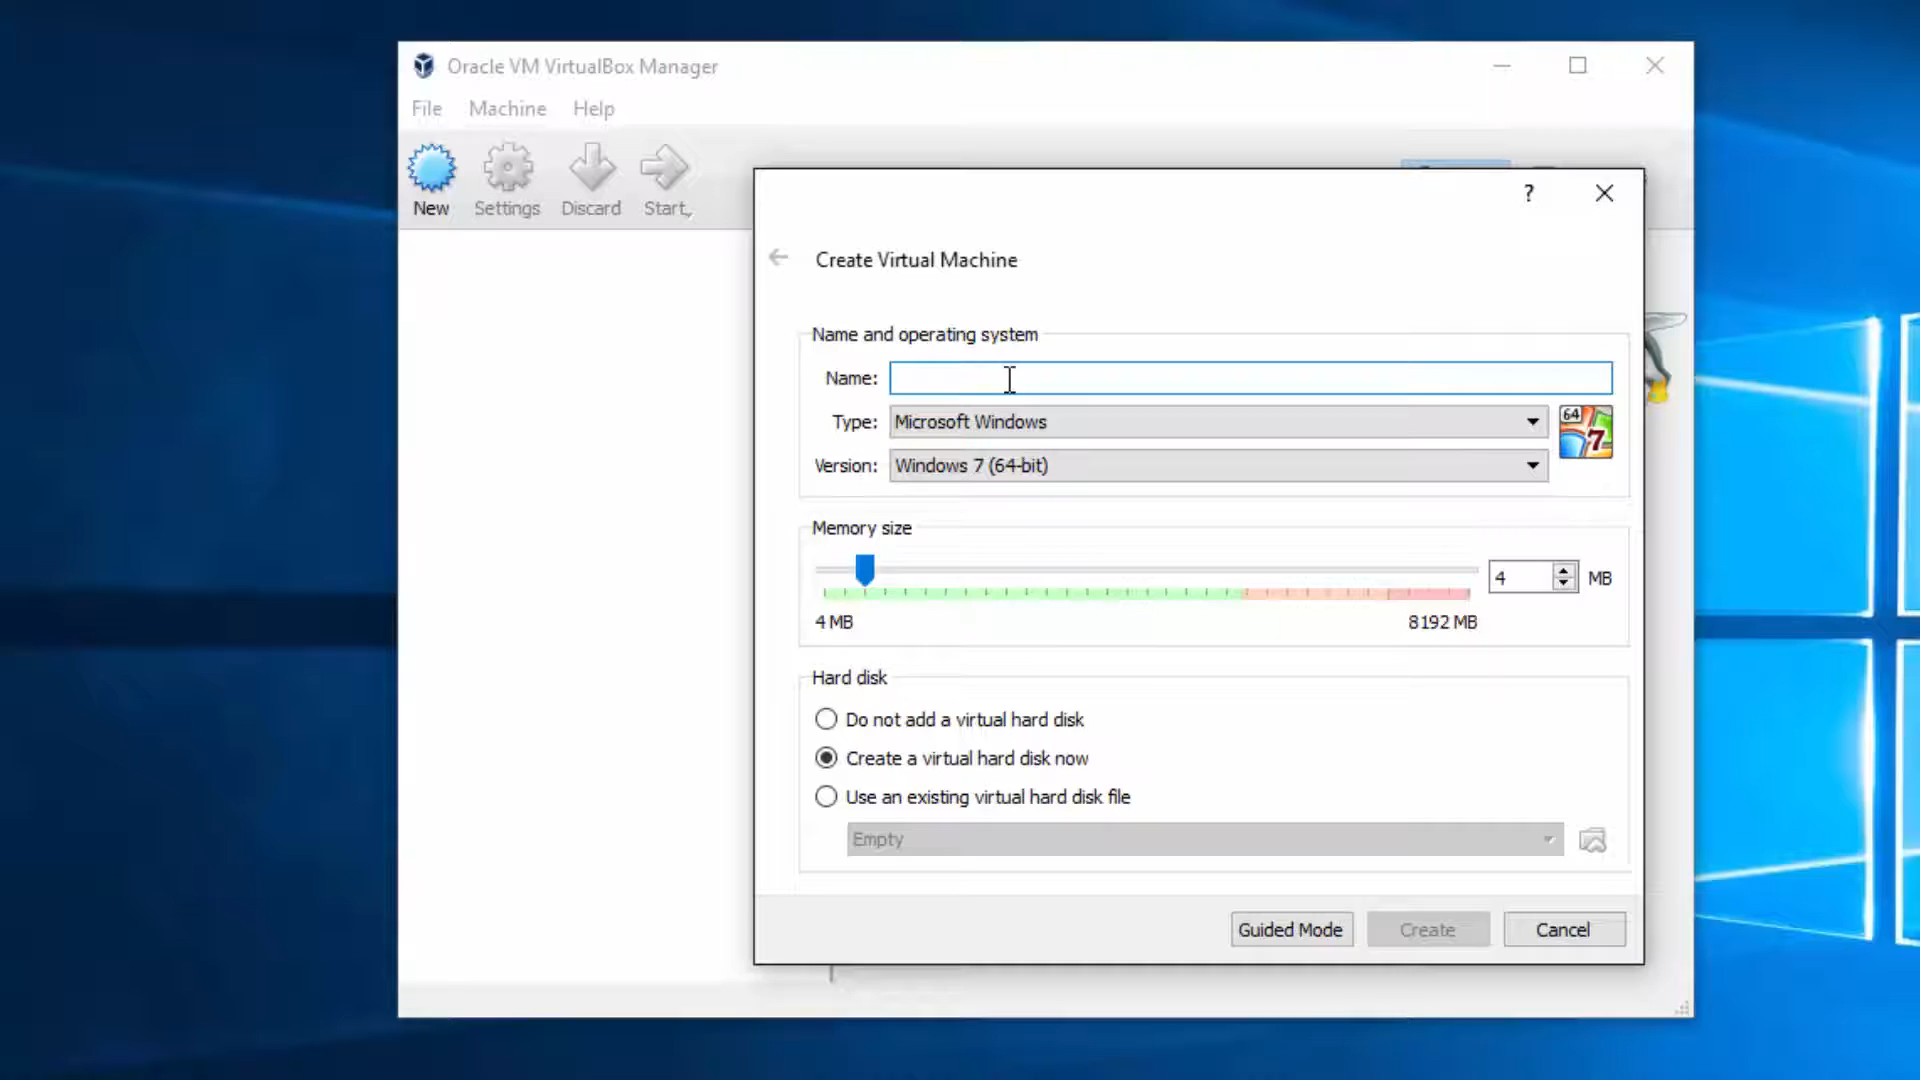 Oracle VM VirtualBox Manager
File Machine Help
New Settings Discard Start
? 
Create Virtual Machine
Name and operating system
Name:
Type: Microsoft Windows
64
7
Version: Windows 7 (64-bit)
Memory size
4 MB
4 MB 8192 MB
Hard disk
Do not add a virtual hard disk
Create a virtual hard disk now
Use an existing virtual hard disk file
Empty
Guided Mode Create Cancel